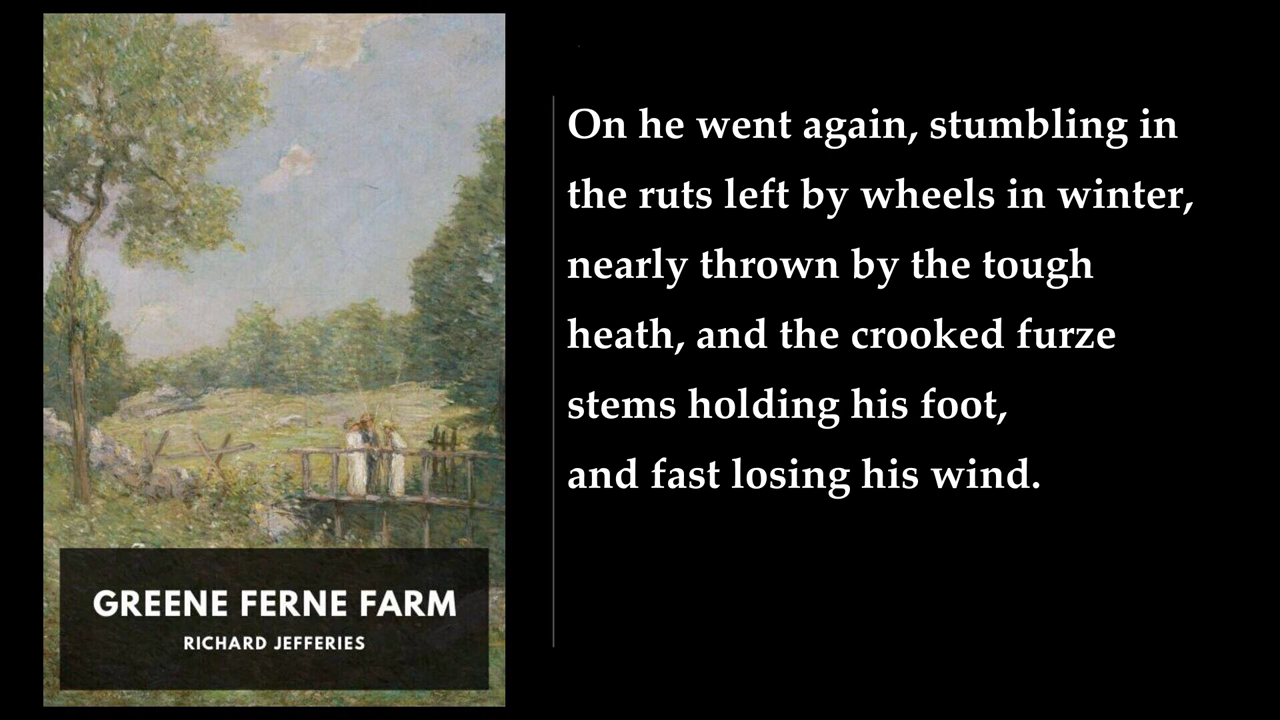 On he went again, stumbling in
the ruts left by wheels in winter,
nearly thrown by the tough
heath, and the crooked furze
stems holding his foot,
and fast losing his wind.
GREENE FERNE FARM
RICHARD JEFFERIES